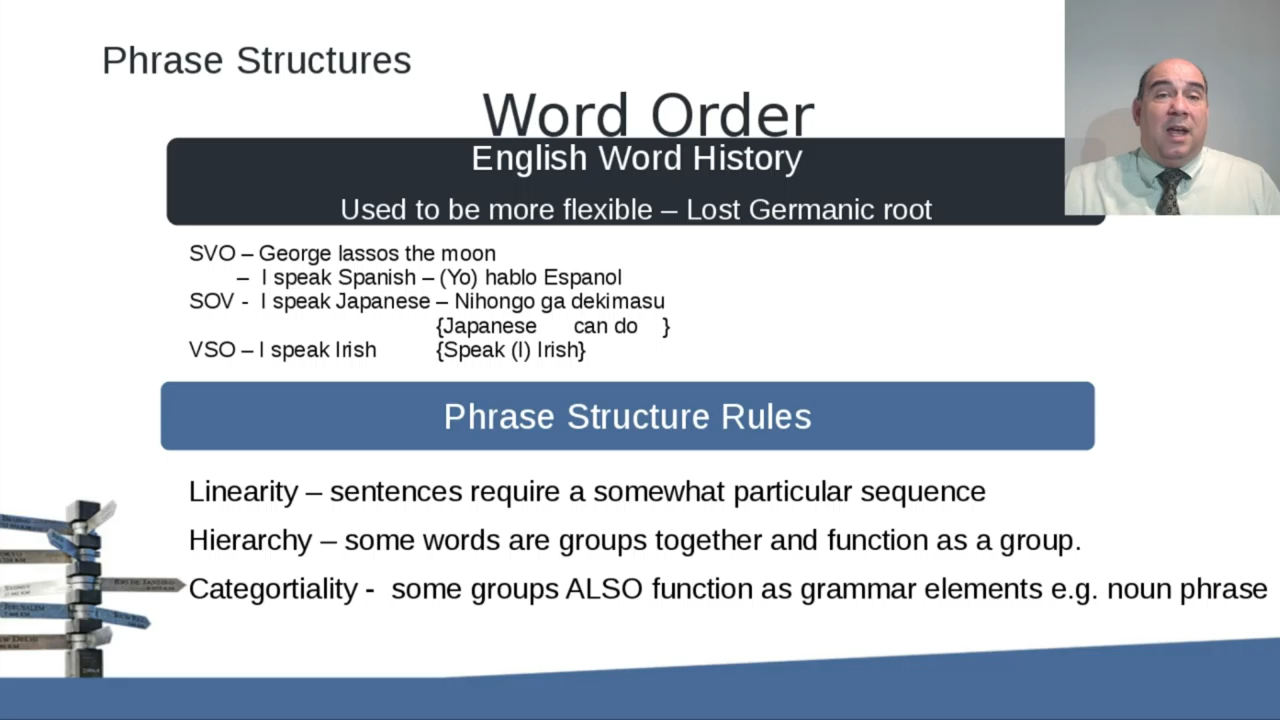 Phrase Structures
Word Order
English Word History
Used to be more flexible – Lost Germanic root
SVO – George lassos the moon
– I speak Spanish – (Yo) hablo Espanol
SOV - I speak Japanese – Nihongo ga dekimasu
{Japanese can do }
VSO – I speak Irish {Speak (I) Irish}
Phrase Structure Rules
Linearity – sentences require a somewhat particular sequence
Hierarchy – some words are groups together and function as a group.
Categortiality - some groups ALSO function as grammar elements e.g. noun phrase
JERUSALEM